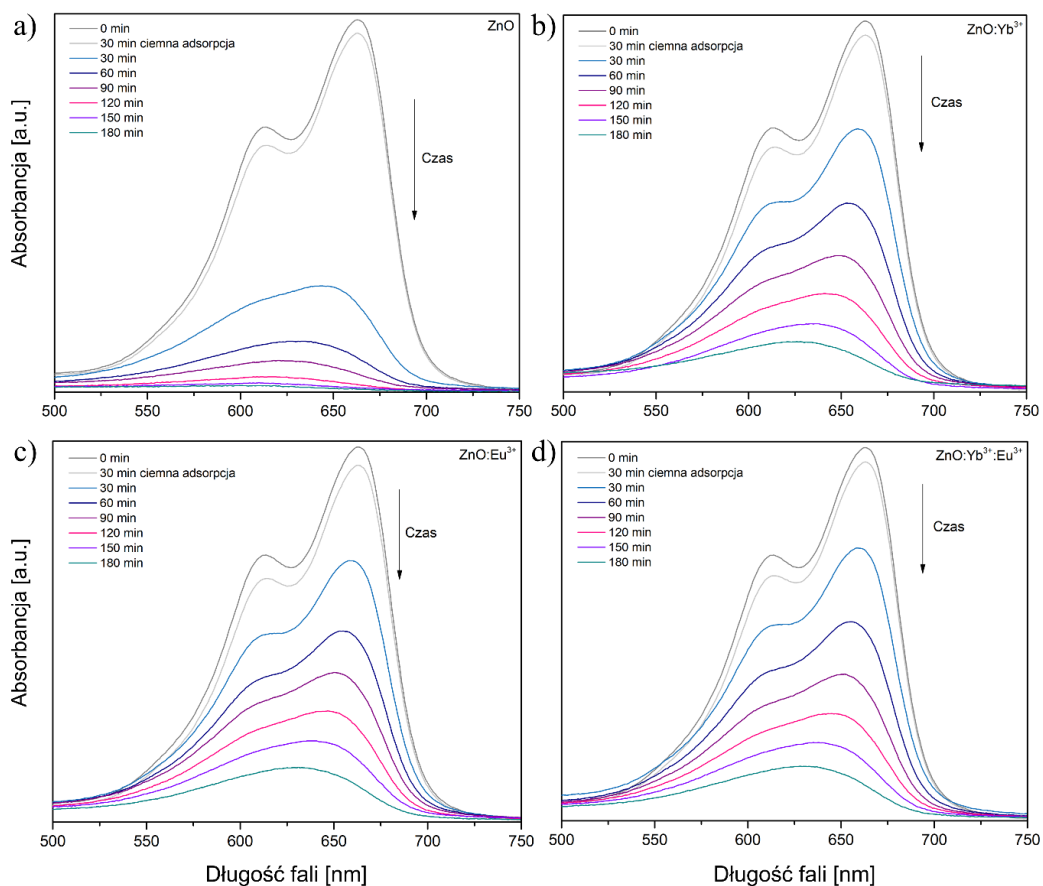 a)
ZnO
0 min
30 min ciemna adsorpcja
30 min
60 min
90 min
120 min
150 min
180 min
Czas
Absorbancja [a.u.]
500 550 600 650 700 750
b)
ZnO:Yb³⁺
0 min
30 min ciemna adsorpcja
30 min
60 min
90 min
120 min
150 min
180 min
Czas
500 550 600 650 700 750
c)
ZnO:Eu³⁺
0 min
30 min ciemna adsorpcja
30 min
60 min
90 min
120 min
150 min
180 min
Czas
Absorbancja [a.u.]
500 550 600 650 700 750
Długość fali [nm]
d)
ZnO:Yb³⁺:Eu³⁺
0 min
30 min ciemna adsorpcja
30 min
60 min
90 min
120 min
150 min
180 min
Czas
500 550 600 650 700 750
Długość fali [nm]